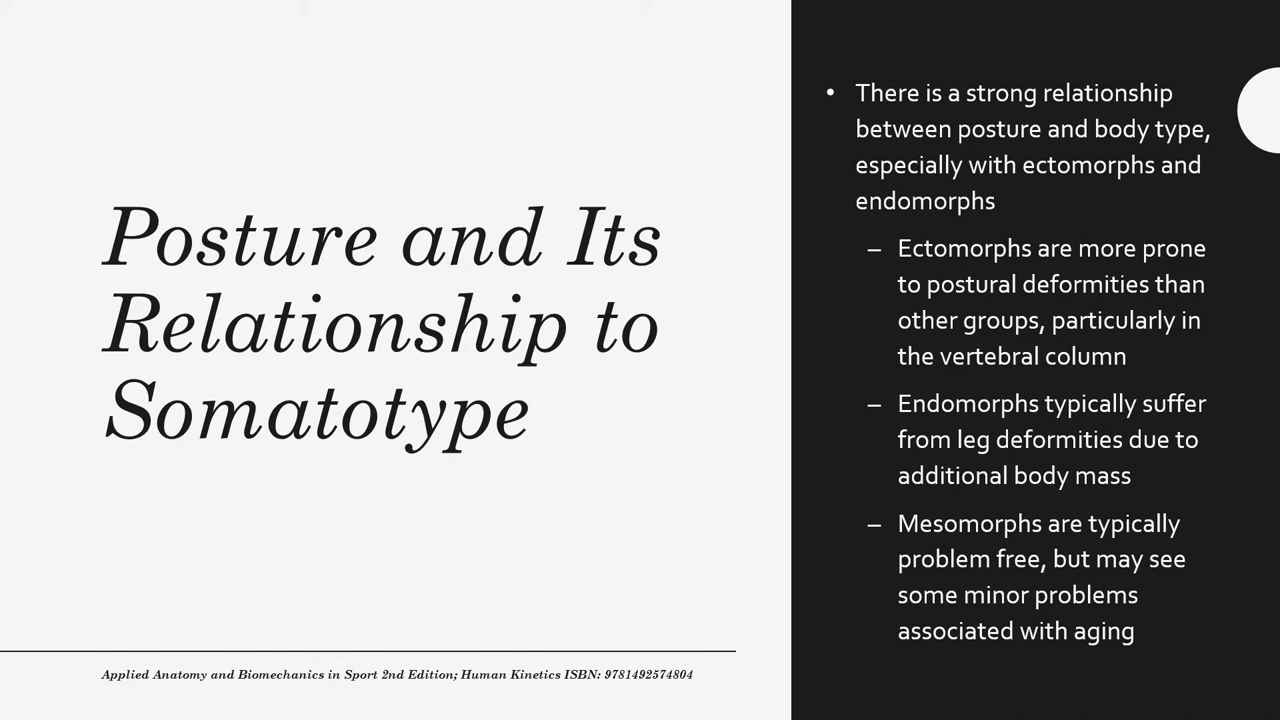 Posture and Its
Relationship to
Somatotype
Applied Anatomy and Biomechanics in Sport 2nd Edition; Human Kinetics ISBN: 9781492574804
• There is a strong relationship
between posture and body type,
especially with ectomorphs and
endomorphs
– Ectomorphs are more prone
to postural deformities than
other groups, particularly in
the vertebral column
– Endomorphs typically suffer
from leg deformities due to
additional body mass
– Mesomorphs are typically
problem free, but may see
some minor problems
associated with aging